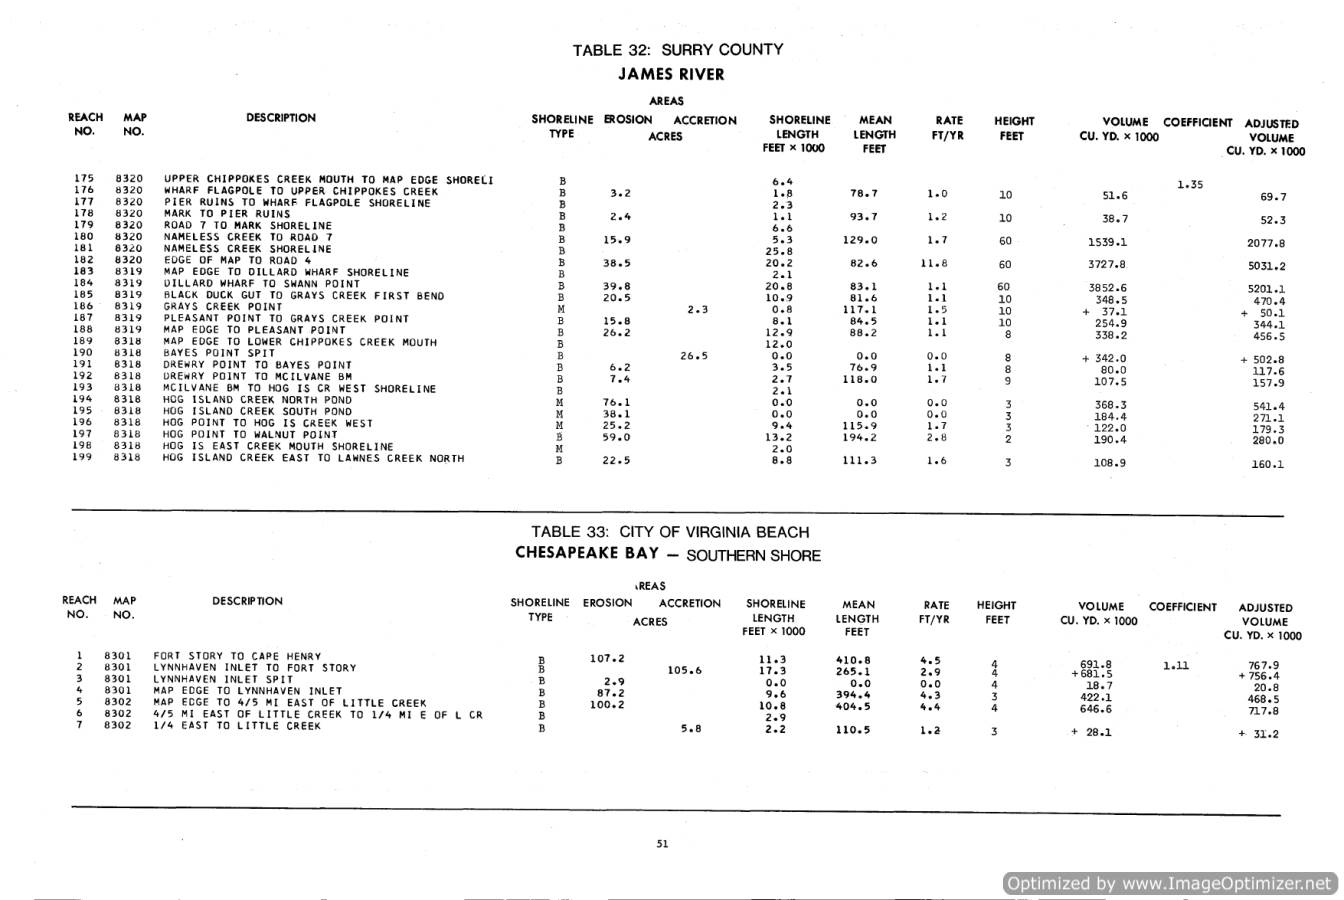 TABLE 32: SURRY COUNTY
JAMES RIVER
AREAS
REACH MAP DESCRIPTION SHORELINE EROSION ACCRETION SHORELINE MEAN RATE HEIGHT VOLUME COEFFICIENT ADJUSTED
NO. NO. TYPE ACRES LENGTH LENGTH FT/YR FEET CU. YD. × 1000 VOLUME
FEET × 1000 FEET CU. YD. × 1000
175 8320 UPPER CHIPPOKES CREEK MOUTH TO MAP EDGE SHORELI B 6.4 1.35
176 8320 WHARF FLAGPOLE TO UPPER CHIPPOKES CREEK B 3.2 1.8 78.7 1.0 10 51.6 69.7
177 8320 PIER RUINS TO WHARF FLAGPOLE SHORELINE B 2.3
178 8320 MARK TO PIER RUINS B 2.4 1.1 93.7 1.2 10 38.7 52.3
179 8320 ROAD 7 TO MARK SHORELINE B 6.6
180 8320 NAMELESS CREEK TO ROAD 7 B 15.9 5.3 129.0 1.7 60 1539.1 2077.8
181 8320 NAMELESS CREEK SHORELINE B 25.8
182 8320 EDGE OF MAP TO ROAD 4 B 38.5 20.2 82.6 11.8 60 3727.8 5031.2
183 8319 MAP EDGE TO DILLARD WHARF SHORELINE B 2.1
184 8319 DILLARD WHARF TO SWANN POINT B 39.8 20.8 83.1 1.1 60 3852.6 5201.1
185 8319 BLACK DUCK GUT TO GRAYS CREEK FIRST BEND B 20.5 10.9 81.6 1.1 10 348.5 470.4
186 8319 GRAYS CREEK POINT M 2.3 0.8 117.1 1.5 10 + 37.1 + 50.1
187 8319 PLEASANT POINT TO GRAYS CREEK POINT B 15.8 8.1 84.5 1.1 10 254.9 344.1
188 8319 MAP EDGE TO PLEASANT POINT B 26.2 12.9 88.2 1.1 8 338.2 456.5
189 8318 MAP EDGE TO LOWER CHIPPOKES CREEK MOUTH B 12.0
190 8318 BAYES POINT SPIT B 26.5 0.0 0.0 0.0 8 + 342.0 + 502.8
191 8318 DREWRY POINT TO BAYES POINT B 6.2 3.5 76.9 1.1 8 80.0 117.6
192 8318 DREWRY POINT TO MCILVANE BM B 7.4 2.7 118.0 1.7 9 107.5 157.9
193 8318 MCILVANE BM TO HOG IS CR WEST SHORELINE B 2.1
194 8318 HOG ISLAND CREEK NORTH POND M 76.1 0.0 0.0 0.0 3 368.3 541.4
195 8318 HOG ISLAND CREEK SOUTH POND M 38.1 0.0 0.0 0.0 3 184.4 271.1
196 8318 HOG POINT TO HOG IS CREEK WEST M 25.2 9.4 115.9 1.7 3 122.0 179.3
197 8318 HOG POINT TO WALNUT POINT B 59.0 13.2 194.2 2.8 2 190.4 280.0
198 8318 HOG IS EAST CREEK MOUTH SHORELINE M 2.0
199 8318 HOG ISLAND CREEK EAST TO LAWNES CREEK NORTH B 22.5 8.8 111.3 1.6 3 108.9 160.1
TABLE 33: CITY OF VIRGINIA BEACH
CHESAPEAKE BAY — SOUTHERN SHORE
AREAS
REACH MAP DESCRIPTION SHORELINE EROSION ACCRETION SHORELINE MEAN RATE HEIGHT VOLUME COEFFICIENT ADJUSTED
NO. NO. TYPE ACRES LENGTH LENGTH FT/YR FEET CU. YD. × 1000 VOLUME
FEET × 1000 FEET CU. YD. × 1000
1 8301 FORT STORY TO CAPE HENRY B 107.2 11.3 410.8 4.5 4 691.8 1.11 767.9
2 8301 LYNNHAVEN INLET TO FORT STORY B 105.6 17.3 265.1 2.9 4 +681.5 + 756.4
3 8301 LYNNHAVEN INLET SPIT B 2.9 0.0 0.0 0.0 4 18.7 20.8
4 8301 MAP EDGE TO LYNNHAVEN INLET B 87.2 9.6 394.4 4.3 3 422.1 468.5
5 8302 MAP EDGE TO 4/5 MI EAST OF LITTLE CREEK B 100.2 10.8 404.5 4.4 4 646.6 717.8
6 8302 4/5 MI EAST OF LITTLE CREEK TO 1/4 MI E OF L CR B 2.9
7 8302 1/4 EAST TO LITTLE CREEK B 5.8 2.2 110.5 1.2 3 + 28.1 + 31.2
51
Optimized by www.ImageOptimizer.net